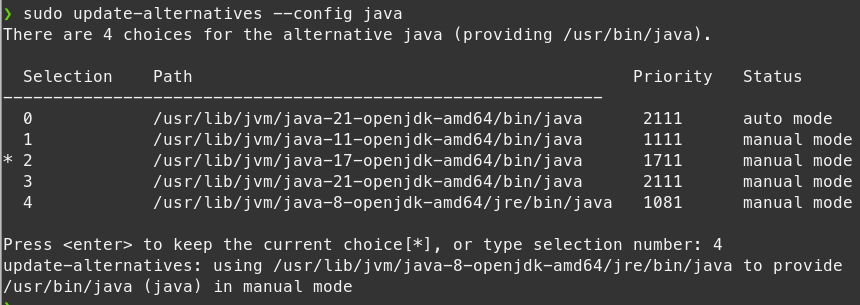 ❯ sudo update-alternatives --config java
There are 4 choices for the alternative java (providing /usr/bin/java).
  Selection    Path                                            Priority   Status
------------------------------------------------------------
  0            /usr/lib/jvm/java-21-openjdk-amd64/bin/java      2111      auto mode
  1            /usr/lib/jvm/java-11-openjdk-amd64/bin/java      1111      manual mode
* 2            /usr/lib/jvm/java-17-openjdk-amd64/bin/java      1711      manual mode
  3            /usr/lib/jvm/java-21-openjdk-amd64/bin/java      2111      manual mode
  4            /usr/lib/jvm/java-8-openjdk-amd64/jre/bin/java   1081      manual mode
Press <enter> to keep the current choice[*], or type selection number: 4
update-alternatives: using /usr/lib/jvm/java-8-openjdk-amd64/jre/bin/java to provide
/usr/bin/java (java) in manual mode